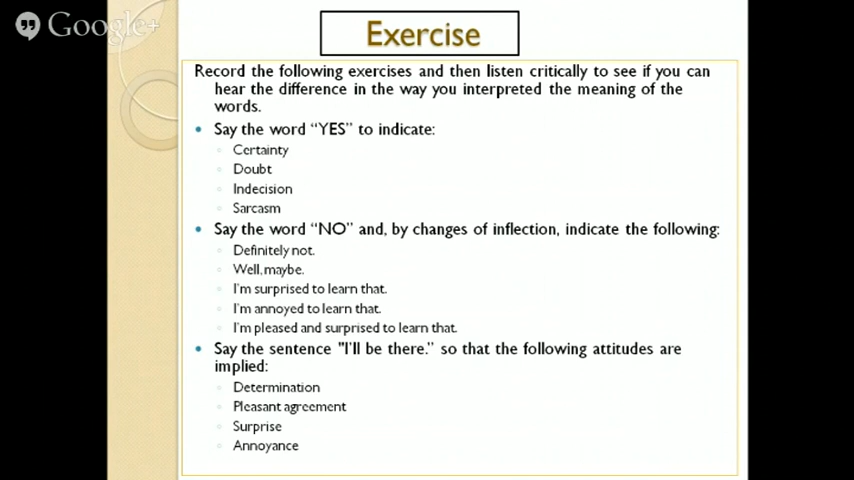 Google+
Exercise
Record the following exercises and then listen critically to see if you can
hear the difference in the way you interpreted the meaning of the
words.
Say the word “YES” to indicate:
Certainty
Doubt
Indecision
Sarcasm
Say the word “NO” and, by changes of inflection, indicate the following:
Definitely not.
Well, maybe.
I'm surprised to learn that.
I'm annoyed to learn that.
I'm pleased and surprised to learn that.
Say the sentence "I'll be there.” so that the following attitudes are
implied:
Determination
Pleasant agreement
Surprise
Annoyance